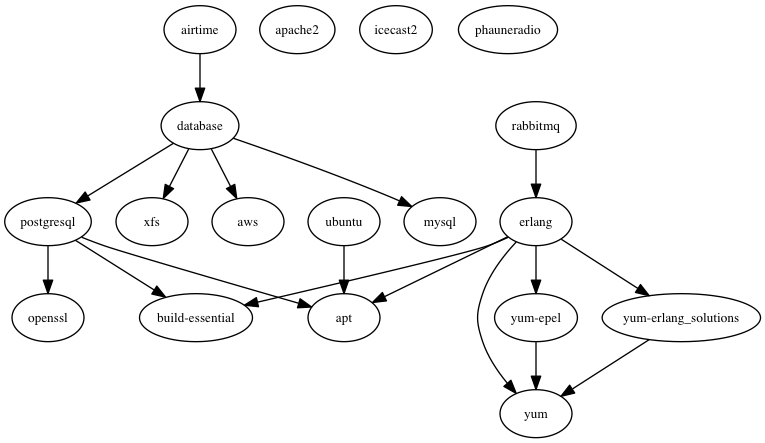 airtime
apache2
icecast2
phauneradio
database
rabbitmq
postgresql
xfs
aws
ubuntu
mysql
erlang
openssl
build-essential
apt
yum-epel
yum-erlang_solutions
yum